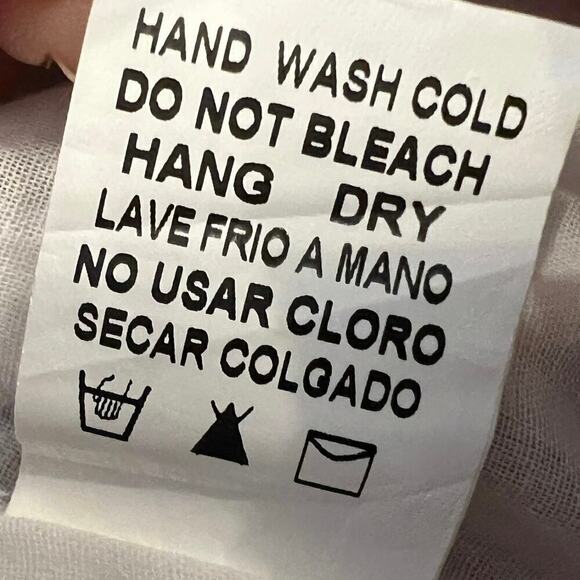 HAND WASH COLD
DO NOT BLEACH
HANG DRY
LAVE FRIO A MANO
NO USAR CLORO
SECAR COLGADO